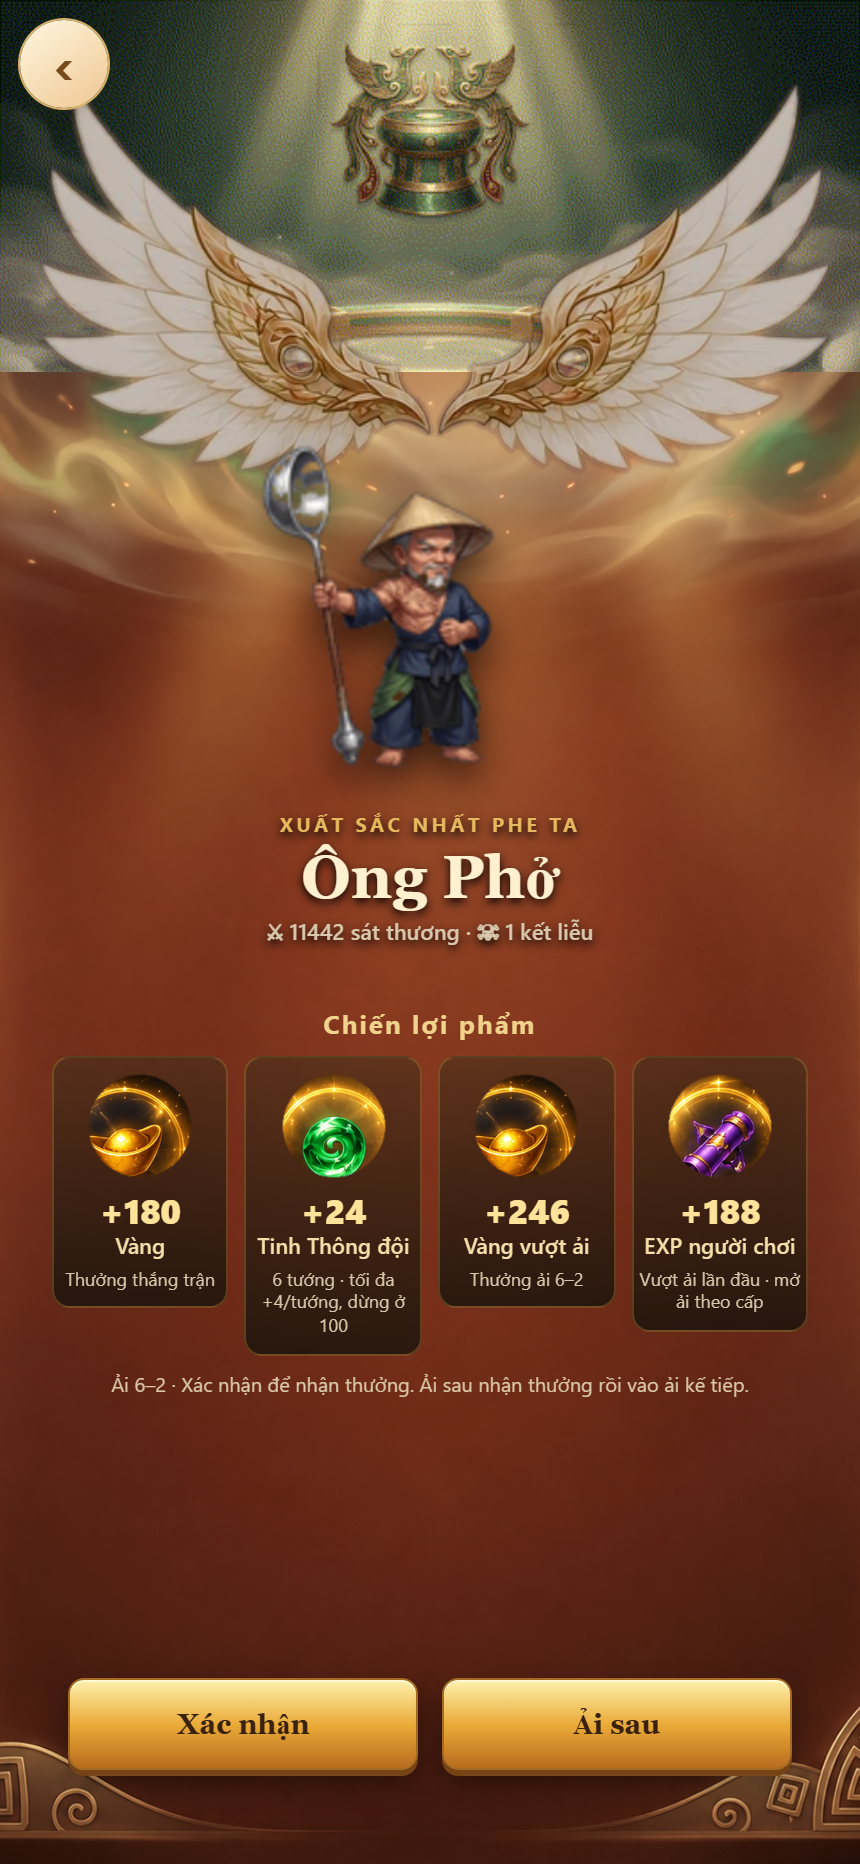 XUẤT SẮC NHẤT PHE TA
Ông Phở
⚔ 11442 sát thương · ☠ 1 kết liễu
Chiến lợi phẩm
+180
Vàng
Thưởng thắng trận
+24
Tinh Thông đội
6 tướng · tối đa
+4/tướng, dừng ở
100
+246
Vàng vượt ải
Thưởng ải 6–2
+188
EXP người chơi
Vượt ải lần đầu · mở
ải theo cấp
Ải 6–2 · Xác nhận để nhận thưởng. Ải sau nhận thưởng rồi vào ải kế tiếp.
Xác nhận
Ải sau